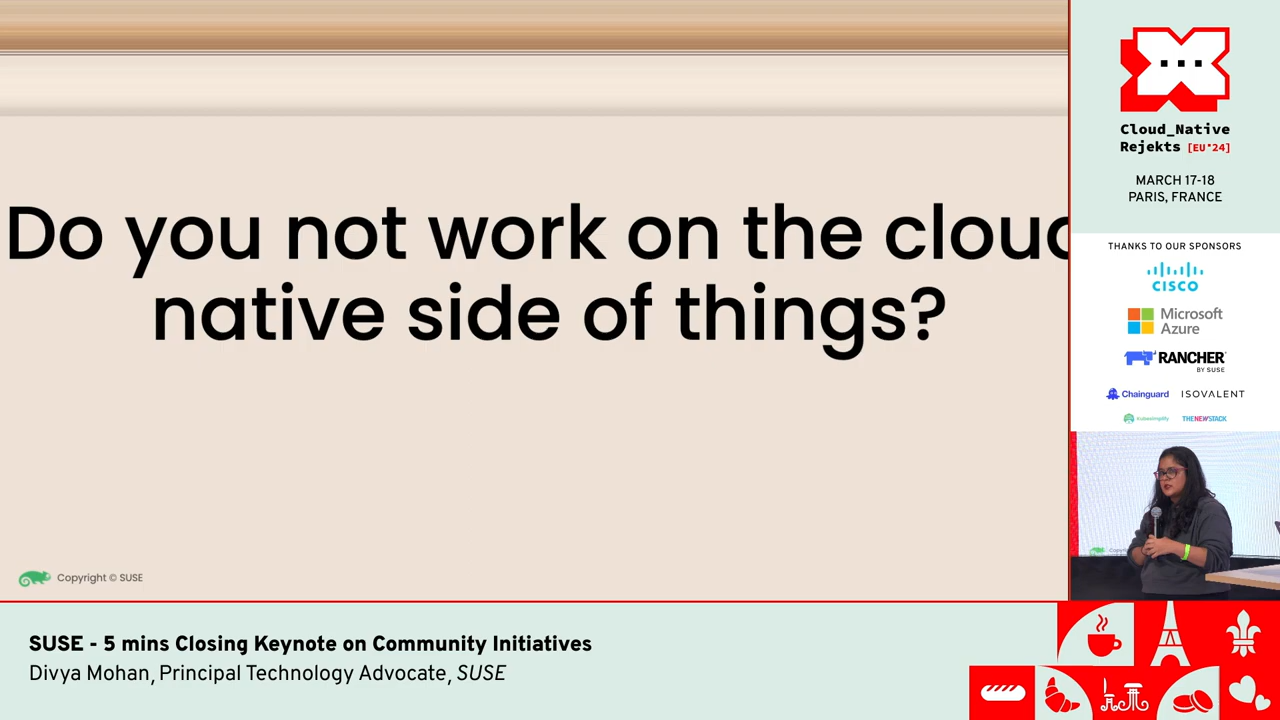 Do you not work on the cloud
native side of things?
Copyright © SUSE
Cloud_Native
Rejekts [EU'24]
MARCH 17-18
PARIS, FRANCE
THANKS TO OUR SPONSORS
CISCO
Microsoft
Azure
RANCHER
BY SUSE
Chainguard ISOVALENT
Kubesimplify THENEWSTACK
SUSE - 5 mins Closing Keynote on Community Initiatives
Divya Mohan, Principal Technology Advocate, SUSE